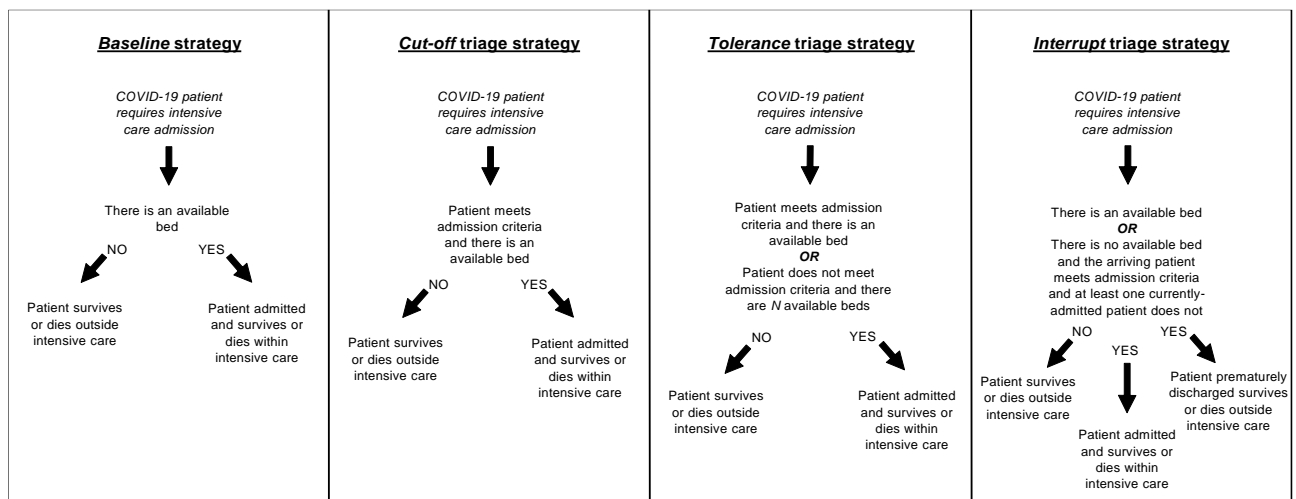 Baseline strategy
COVID-19 patient
requires intensive
care admission
There is an available
bed
NO
YES
Patient survives
or dies outside
intensive care
Patient admitted
and survives or
dies within
intensive care
Cut-off triage strategy
COVID-19 patient
requires intensive
care admission
Patient meets
admission criteria
and there is an
available bed
NO
YES
Patient survives
or dies outside
intensive care
Patient admitted
and survives or
dies within
intensive care
Tolerance triage strategy
COVID-19 patient
requires intensive
care admission
Patient meets admission
criteria and there is an
available bed
OR
Patient does not meet
admission criteria and there
are N available beds
NO
YES
Patient survives
or dies outside
intensive care
Patient admitted
and survives or
dies within
intensive care
Interrupt triage strategy
COVID-19 patient
requires intensive
care admission
There is an available bed
OR
There is no available bed
and the arriving patient
meets admission criteria
and at least one currently-
admitted patient does not
NO
YES
YES
Patient survives
or dies outside
intensive care
Patient admitted
and survives or
dies within
intensive care
Patient prematurely
discharged survives
or dies outside
intensive care